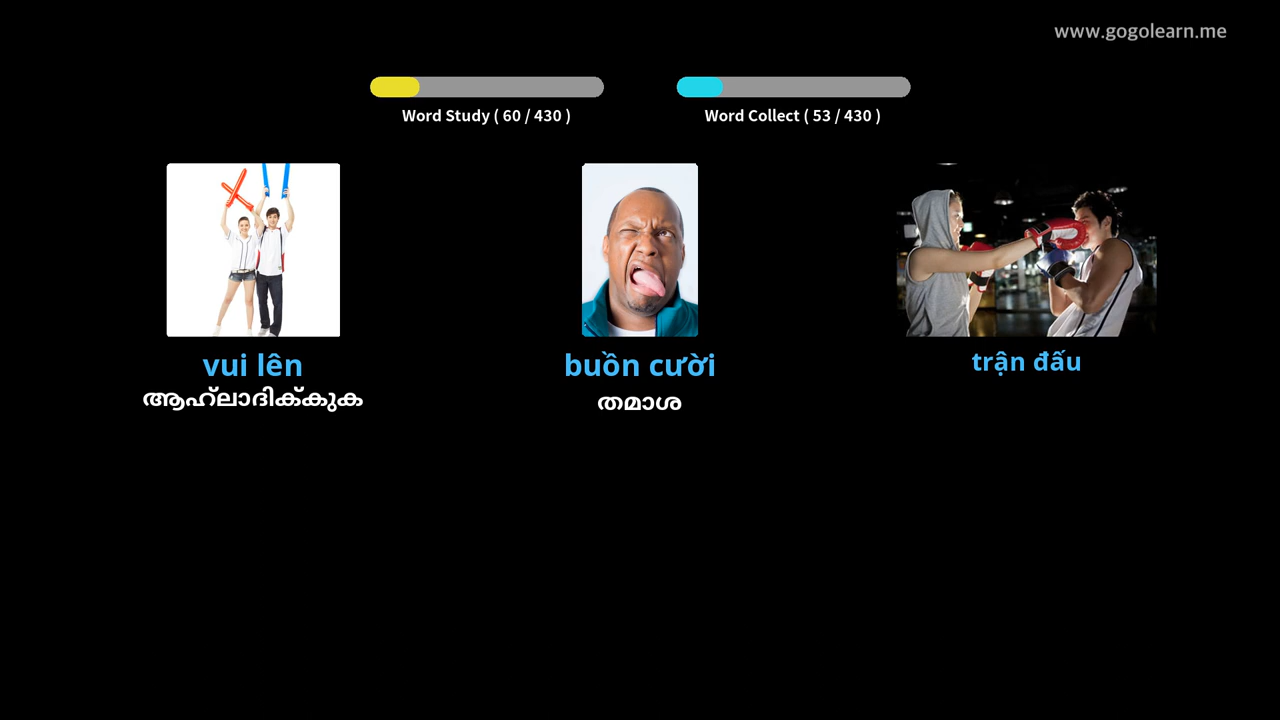 www.gogolearn.me
Word Study ( 60 / 430 )
Word Collect ( 53 / 430 )
vui lên
buồn cười
trận đấu
ആഹ്ലാദിക്കുക
തമാശ